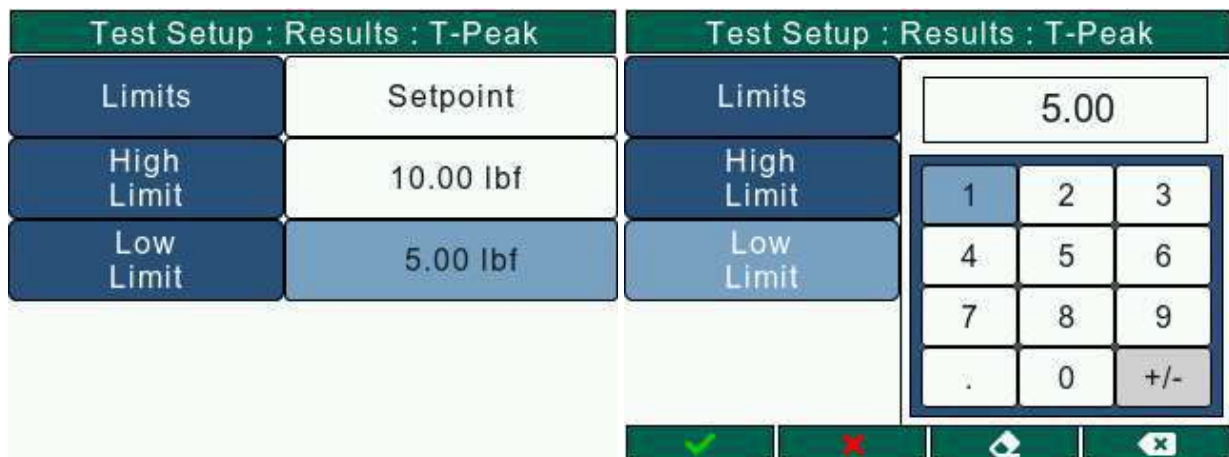 Test Setup : Results : T-Peak
Limits
Setpoint
High
Limit
10.00 lbf
Low
Limit
5.00 lbf
Test Setup : Results : T-Peak
Limits
High
Limit
Low
Limit
5.00
1 2 3
4 5 6
7 8 9
. 0 +/-